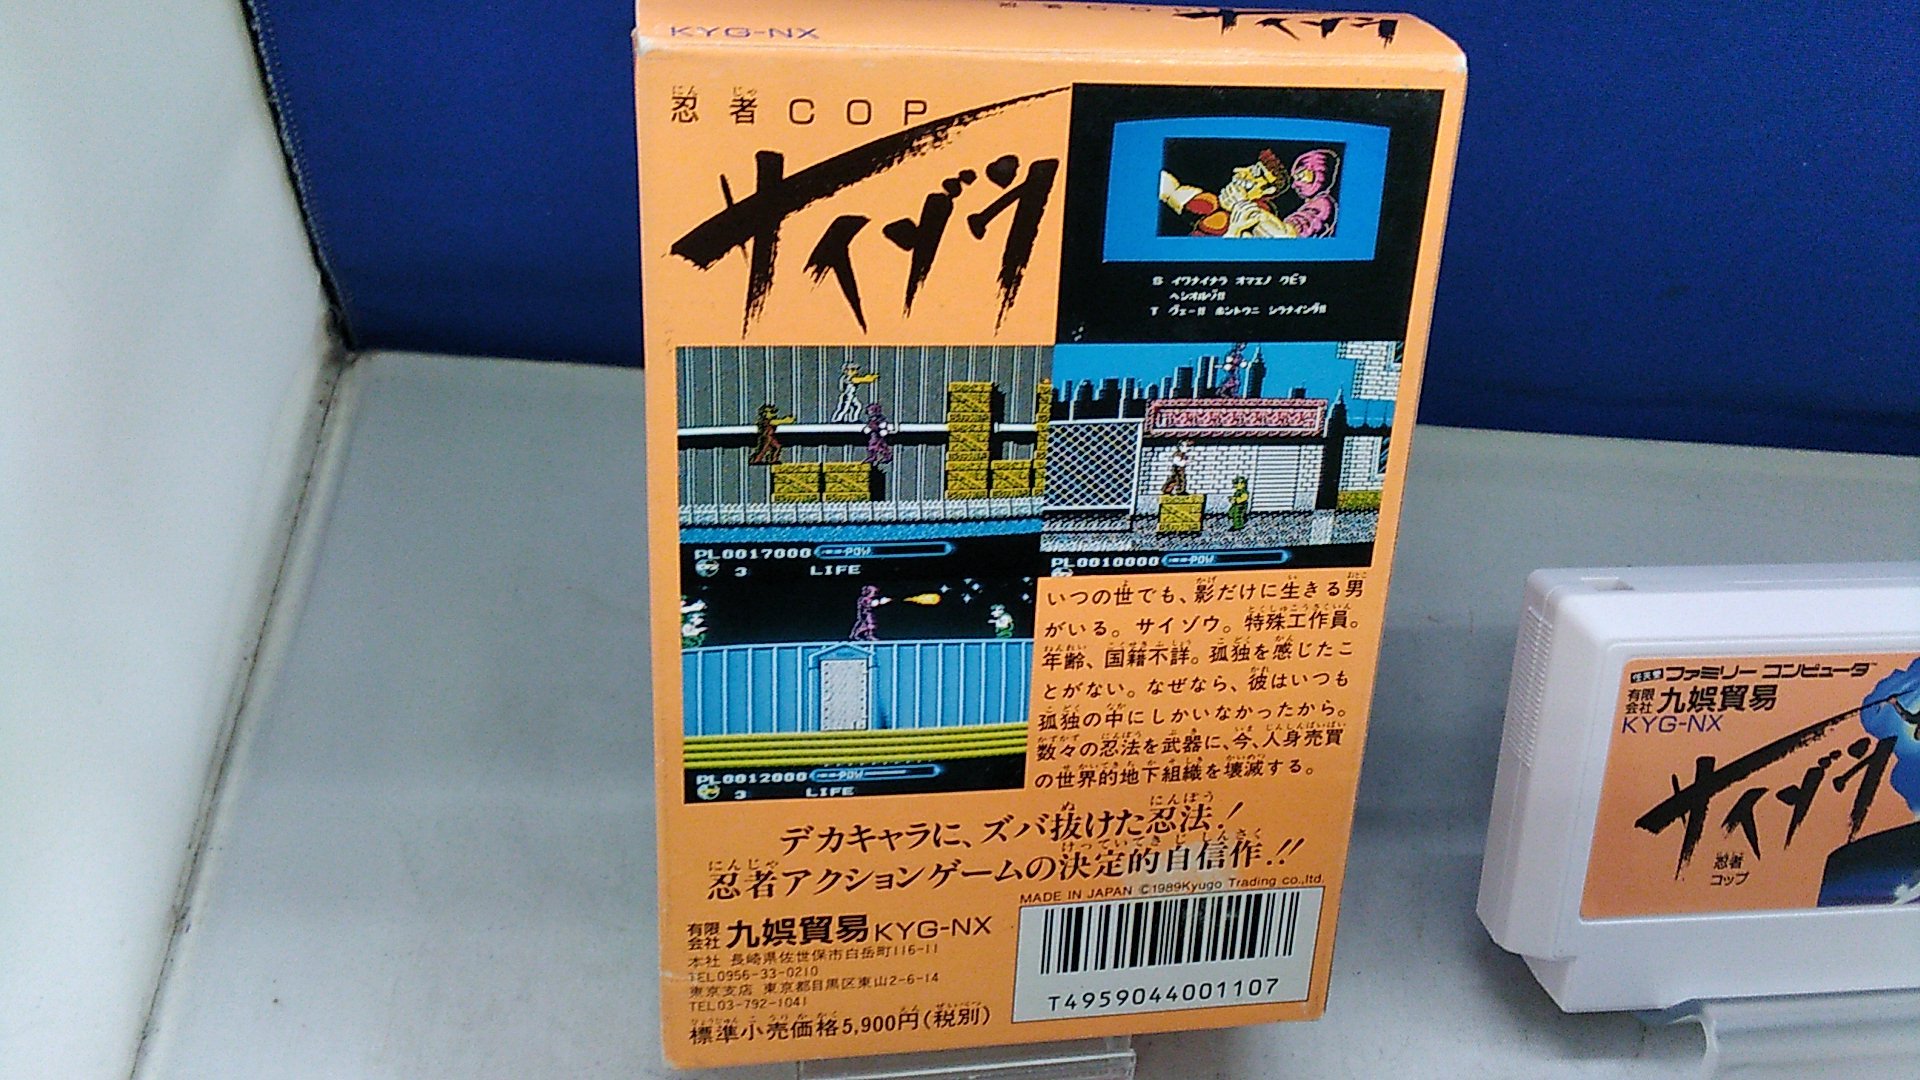 KYG-NX
サイゾウ
忍者COP
サイゾウ
S イワナイナラ オマエノ クビヲ
ヘシオルゾ!!
PL0017000 POW
3 LIFE
PL0010000 POW
PL0012000 POW
3 LIFE
いつの世でも、影だけに生きる男
がいる。サイゾウ。特殊工作員。
年齢、国籍不詳。孤独を感じたこ
とがない。なぜなら、彼はいつも
孤独の中にしかいなかったから。
数々の忍法を武器に、今、人身売買
の世界的地下組織を壊滅する。
デカキャラに、ズバ抜けた忍法!
忍者アクションゲームの決定的自信作!!
MADE IN JAPAN ©1989 Kyugo Trading co.,ltd.
有限会社 九娯貿易 KYG-NX
本社 長崎県佐世保市白岳町116-11
TEL.0956-33-0210
東京支店 東京都目黒区東山2-6-14
TEL03-792-1041
標準小売価格5,900円(税別)
T4959044001107
任天堂 ファミリーコンピュータ™
有限会社 九娯貿易
KYG-NX
サイゾウ
忍者
コップ